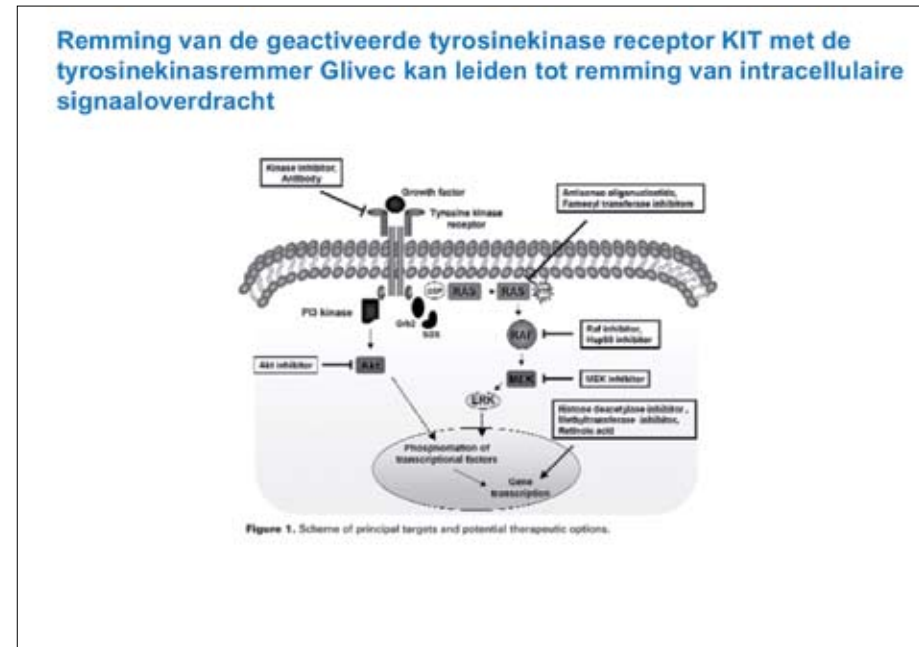 Remming van de geactiveerde tyrosinekinase receptor KIT met de
tyrosinekinasremmer Glivec kan leiden tot remming van intracellulaire
signaaloverdracht
Kinase inhibitor,
Antibody
Growth factor
Tyrosine kinase
receptor
Antisense oligonucleotide,
Farnesyl transferase inhibitors
GDP
RAS
RAS
PI3 kinase
Grb2
SOS
RAF
Raf inhibitor,
Hsp90 inhibitor
Akt inhibitor
Akt
MEK
MEK inhibitor
ERK
Histone deacetylase inhibitor,
Methyltransferase inhibitor,
Retinoic acid
Phosphorilation of
transcriptional factors
Gene
transcription
Figure 1. Scheme of principal targets and potential therapeutic options.